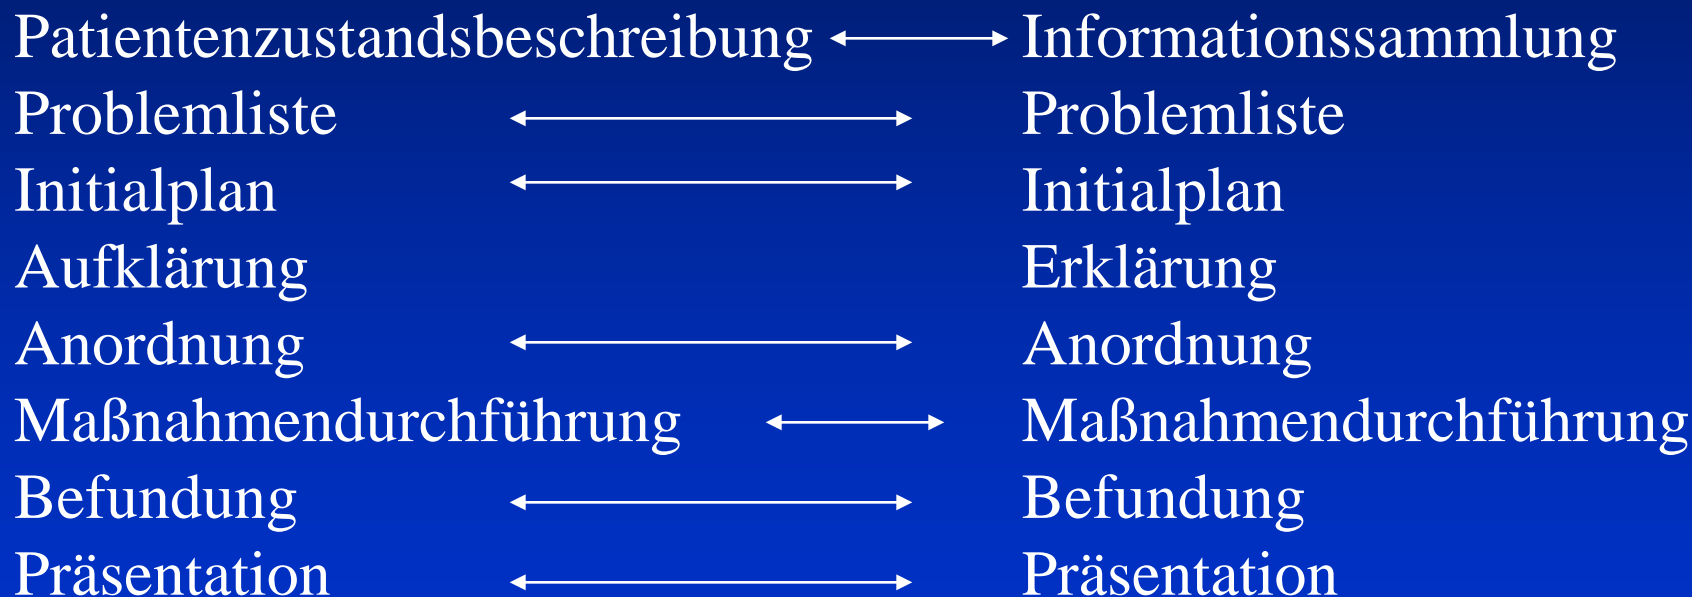 Patientenzustandsbeschreibung Informationssammlung
Problemliste Problemliste
Initialplan Initialplan
Aufklärung Erklärung
Anordnung Anordnung
Maßnahmendurchführung Maßnahmendurchführung
Befundung Befundung
Präsentation Präsentation